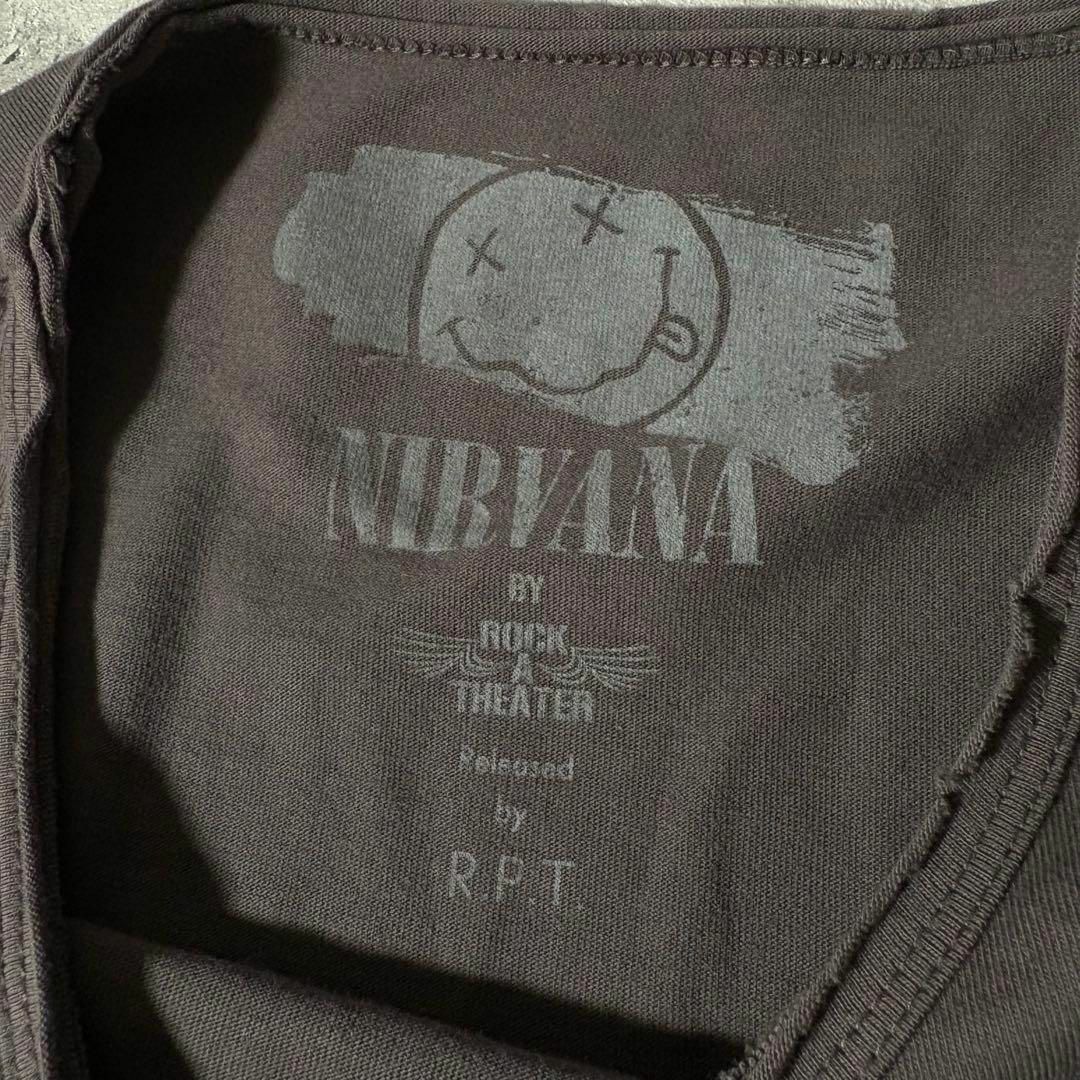 NIRVANA
BY
ROCK
A
THEATER
Released
by
R.P.T.